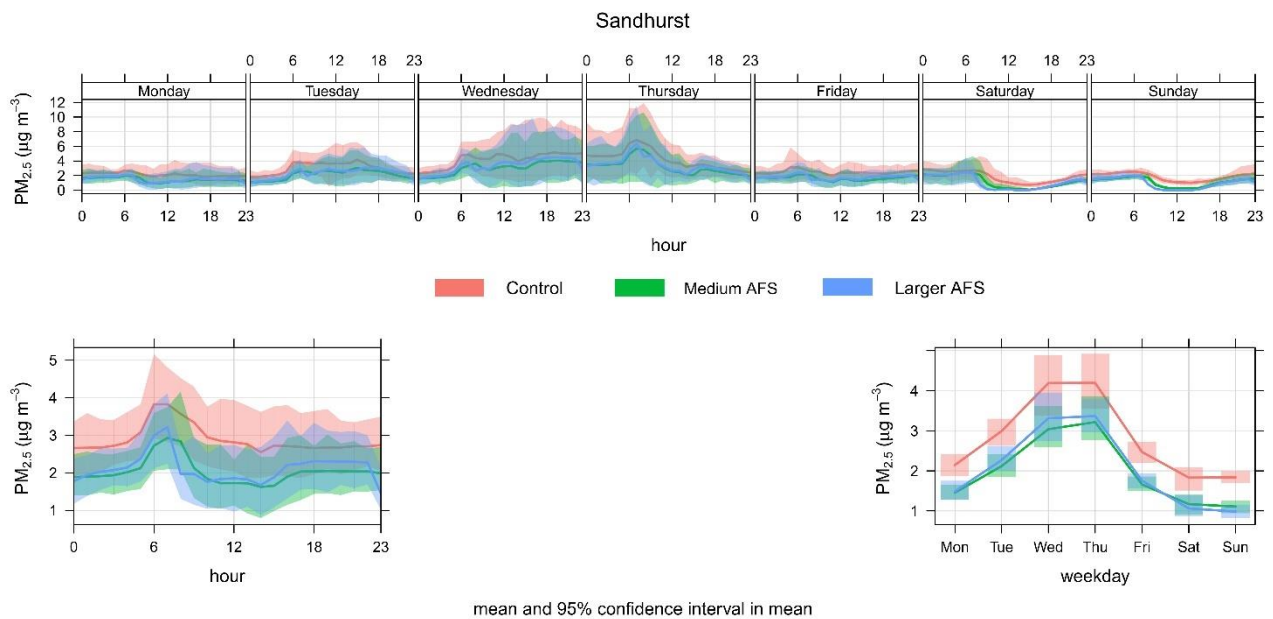 Sandhurst
0 6 12 18 23 0 6 12 18 23 0 6 12 18 23
Monday Tuesday Wednesday Thursday Friday Saturday Sunday
PM2.5 (µg m−3)
12
10
8
6
4
2
0
0 6 12 18 23 0 6 12 18 23 0 6 12 18 23 0 6 12 18 23
hour
Control Medium AFS Larger AFS
PM2.5 (µg m−3)
5
4
3
2
1
0 6 12 18 23
hour
PM2.5 (µg m−3)
4
3
2
1
Mon Tue Wed Thu Fri Sat Sun
weekday
mean and 95% confidence interval in mean